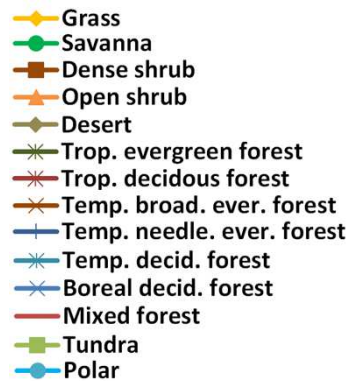 Grass
Savanna
Dense shrub
Open shrub
Desert
Trop. evergreen forest
Trop. decidous forest
Temp. broad. ever. forest
Temp. needle. ever. forest
Temp. decid. forest
Boreal decid. forest
Mixed forest
Tundra
Polar